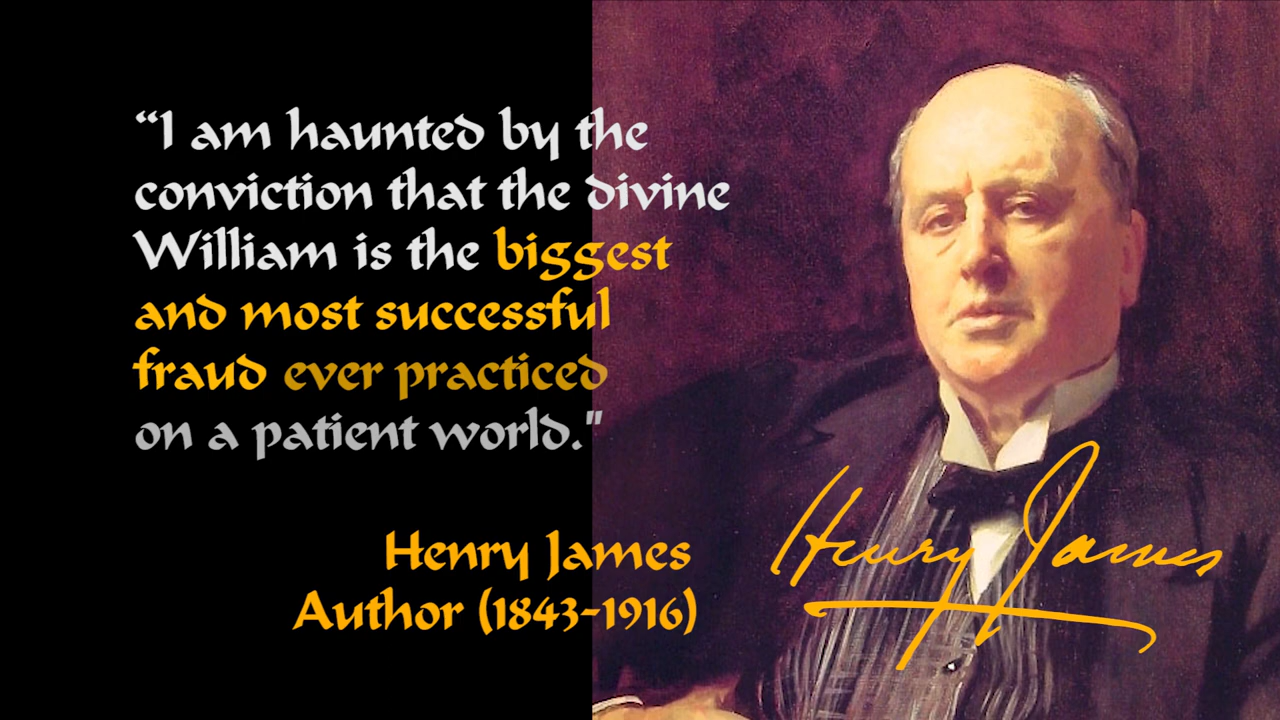 “I am haunted by the
conviction that the divine
William is the biggest
and most successful
fraud ever practiced
on a patient world."
Henry James
Author (1843-1916)
Henry James